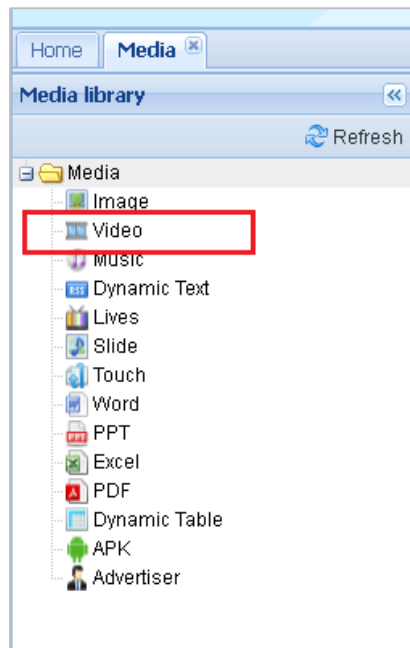 Home Media
Media library
Refresh
Media
Image
Video
Music
Dynamic Text
Lives
Slide
Touch
Word
PPT
Excel
PDF
Dynamic Table
APK
Advertiser